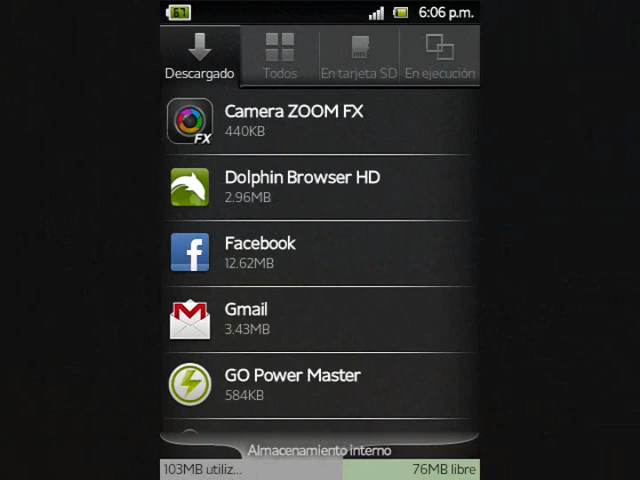 67
6:06 p.m.
Descargado
Todos
En tarjeta SD
En ejecución
Camera ZOOM FX
440KB
FX
Dolphin Browser HD
2.96MB
Facebook
12.62MB
Gmail
3.43MB
GO Power Master
584KB
Almacenamiento interno
103MB utiliz...
76MB libre